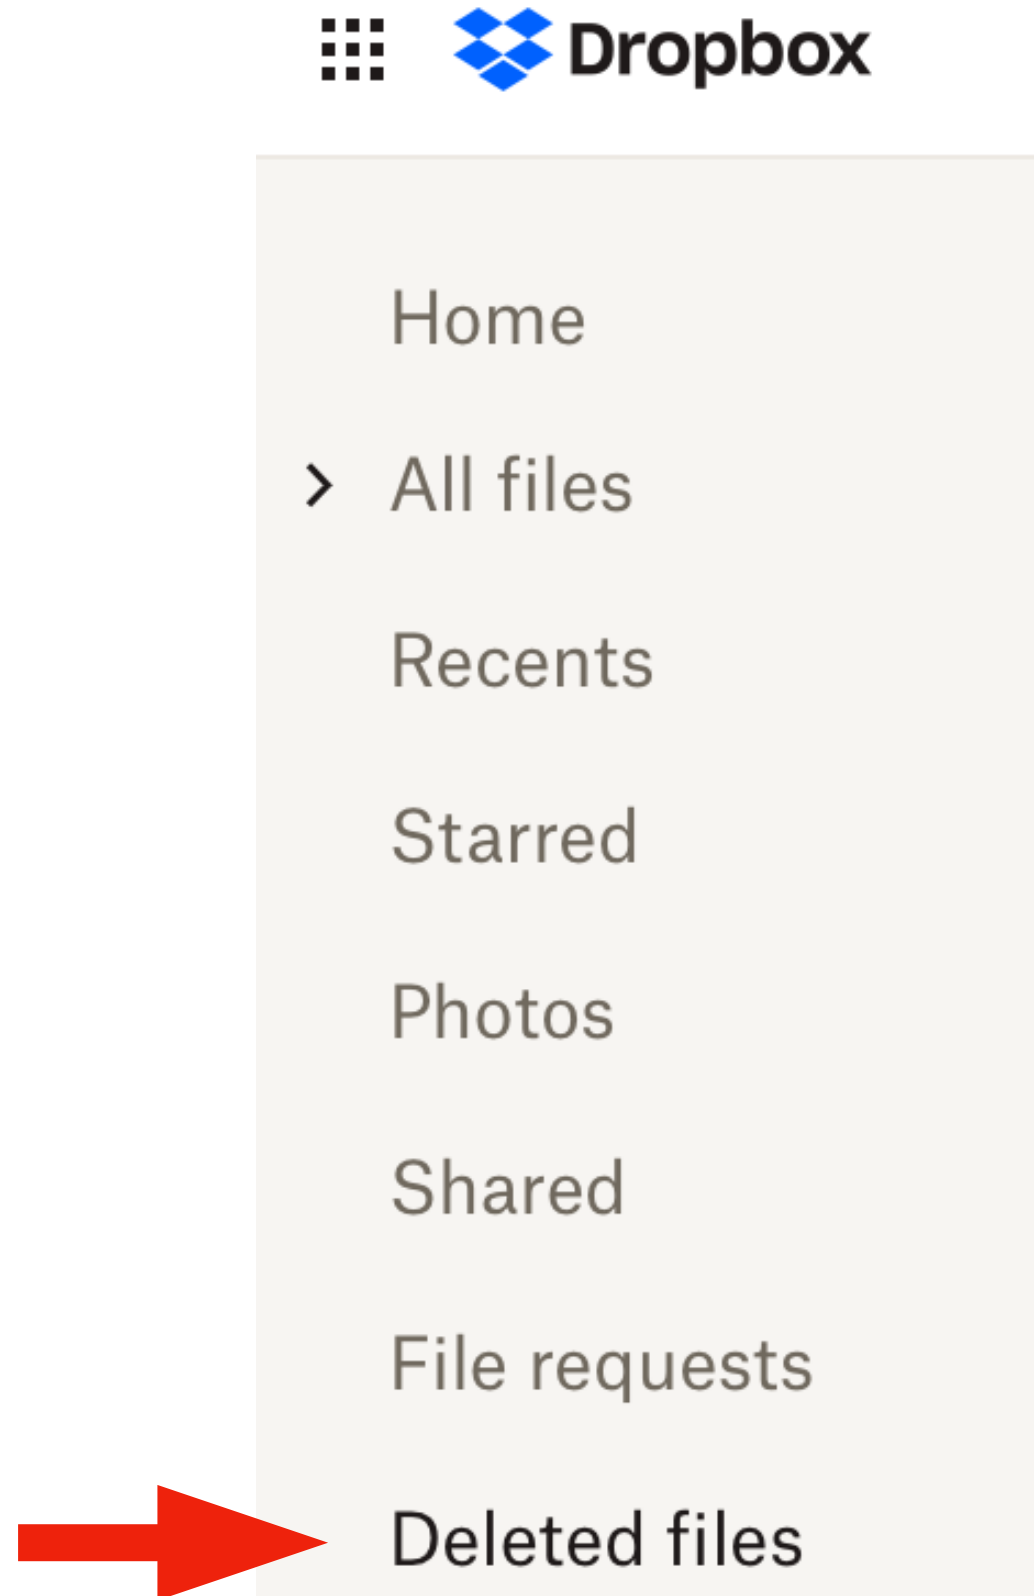 Dropbox
Home
All files
Recents
Starred
Photos
Shared
File requests
Deleted files